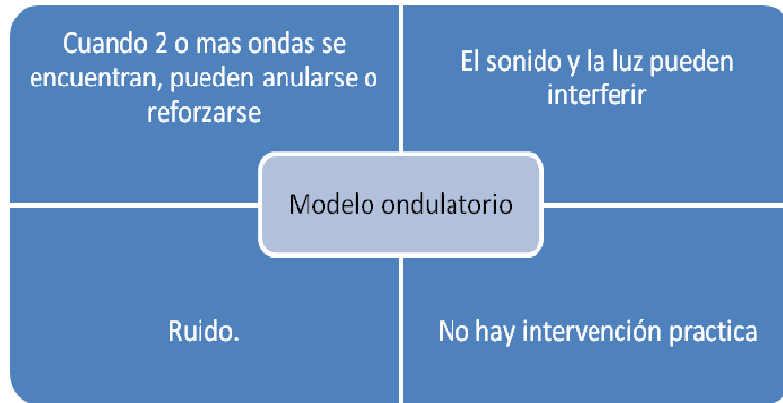 Cuando 2 o mas ondas se
encuentran, pueden anularse o
reforzarse
El sonido y la luz pueden
interferir
Modelo ondulatorio
Ruido.
No hay intervención practica